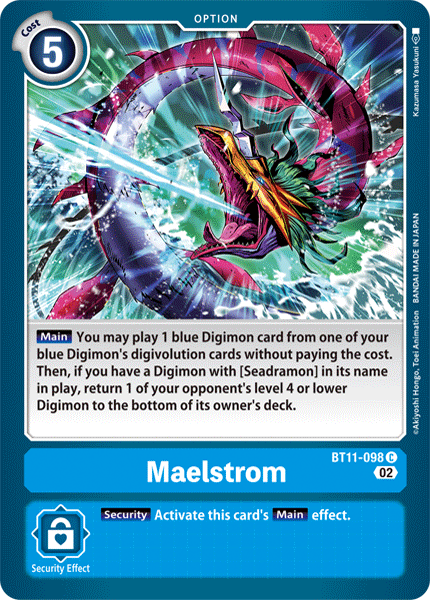 OPTION
Cost
5
Kazumasa Yasukuni
©Akiyoshi Hongo, Toei Animation BANDAI MADE IN JAPAN
Main You may play 1 blue Digimon card from one of your
blue Digimon's digivolution cards without paying the cost.
Then, if you have a Digimon with [Seadramon] in its name
in play, return 1 of your opponent's level 4 or lower
Digimon to the bottom of its owner's deck.
BT11-098 C
Maelstrom
02
Security Activate this card's Main effect.
Security Effect